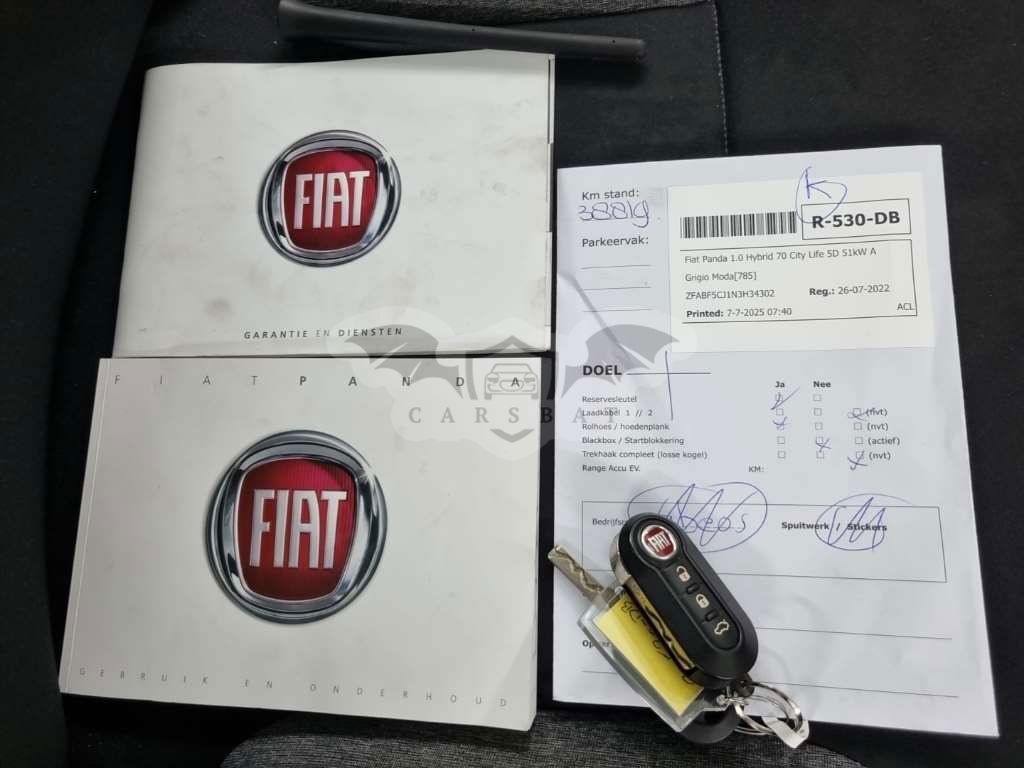 FIAT
GARANTIE EN DIENSTEN
FIAT PANDA
FIAT
GEBRUIK EN ONDERHOUD
CARSBAT
Km stand:
38819
Parkeervak:
K
R-530-DB
Fiat Panda 1.0 Hybrid 70 City Life 5D 51kW A
Grigio Moda[785]
ZFABF5CJ1N3H34302 Reg.: 26-07-2022
Printed: 7-7-2025 07:40 ACL
DOEL
Ja Nee
Reservesleutel
Laadkabel 1 // 2 (nvt)
Rolhoes / hoedenplank (nvt)
Blackbox / Startblokkering (actief)
Trekhaak compleet (losse kogel) (nvt)
Range Accu EV. KM:
Spuitwerk / Stickers
FIAT